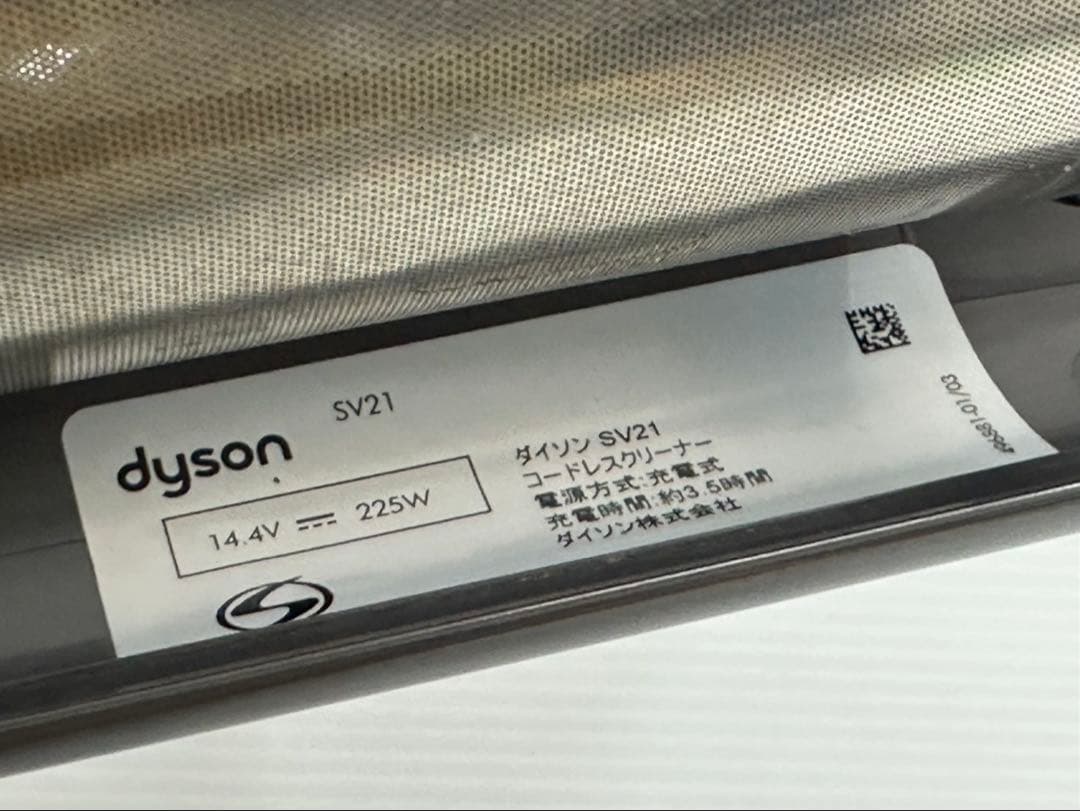 SV21
dyson
14.4V ⎓ 225W
ダイソン SV21
コードレスクリーナー
電源方式:充電式
充電時間:約3.5時間
ダイソン株式会社